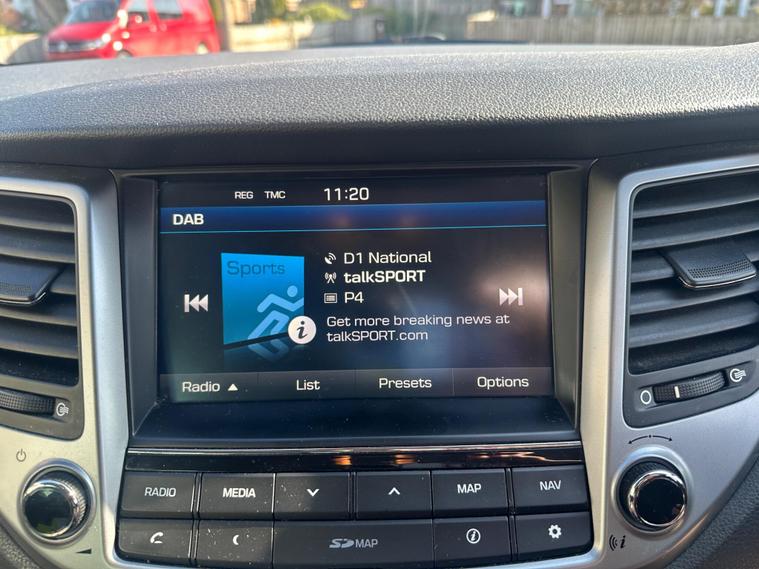 REG TMC 11:20
DAB
Sports
D1 National
talkSPORT
P4
i
Get more breaking news at
talkSPORT.com
Radio ▲ List Presets Options
RADIO MEDIA MAP NAV
SD MAP i
i